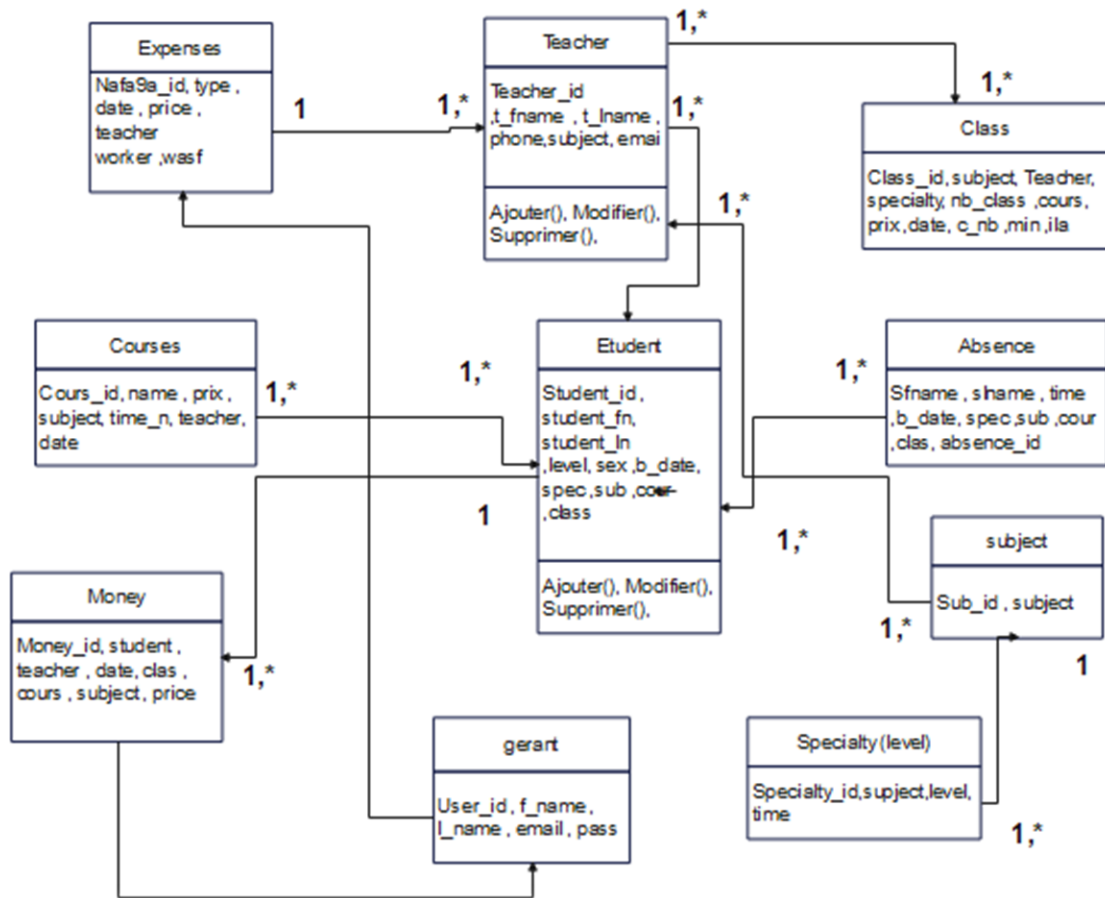 Expenses
Nafa9a_id, type ,
date , price ,
teacher
worker ,wasf
1
1,*
Teacher
Teacher_id
,t_fname , t_lname ,
phone,subject, emai
Ajouter(), Modifier(),
Supprimer(),
1,*
1,*
1,*
1,*
Class
Class_id, subject, Teacher,
specialty, nb_class ,cours,
prix,date, c_nb ,min,ila
Courses
Cours_id, name , prix ,
subject, time_n, teacher,
date
1,*
1,*
Etudent
Student_id ,
student_fn,
student_ln
,level, sex ,b_date,
spec,sub ,cour
,class
Ajouter(), Modifier(),
Supprimer(),
1
1,*
Absence
Sfname , slname , time
,b_date, spec,sub ,cour
,clas, absence_id
1,*
subject
Sub_id , subject
1,*
1
Money
Money_id, student ,
teacher , date, clas ,
cours , subject, price
1,*
gerart
User_id, f_name ,
l_name , email , pass
Specialty(level)
Specialty_id,supject,level,
time
1,*